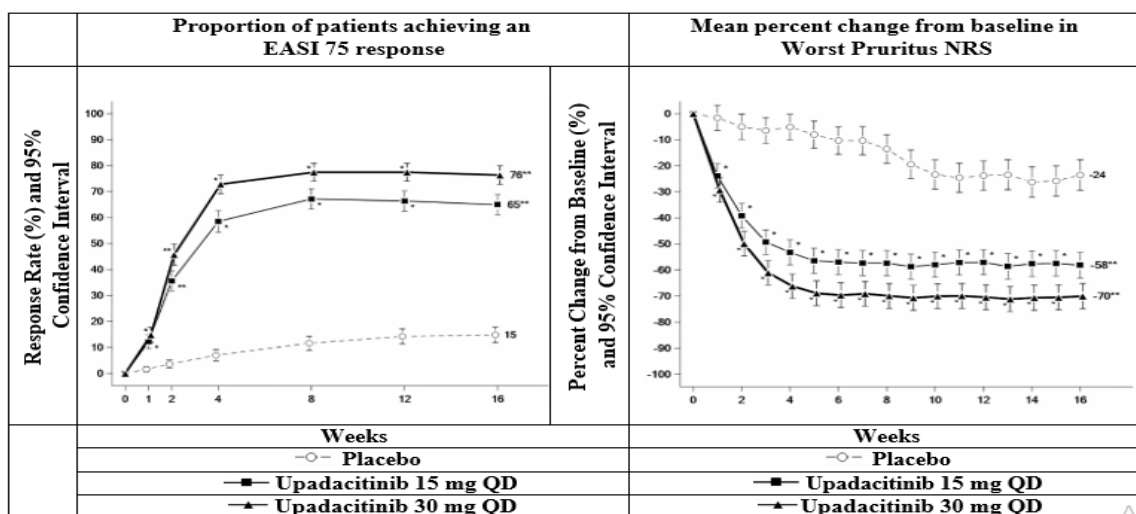 Proportion of patients achieving an
EASI 75 response
Mean percent change from baseline in
Worst Pruritus NRS
Response Rate (%) and 95%
Confidence Interval
100
90
80
70
60
50
40
30
20
10
0
76**
65**
15
0 1 2 4 8 12 16
Percent Change from Baseline (%)
and 95% Confidence Interval
0
-10
-20
-30
-40
-50
-60
-70
-80
-90
-100
-24
-58**
-70**
0 2 4 6 8 10 12 14 16
Weeks
Weeks
Placebo
Placebo
Upadacitinib 15 mg QD
Upadacitinib 15 mg QD
Upadacitinib 30 mg QD
Upadacitinib 30 mg QD